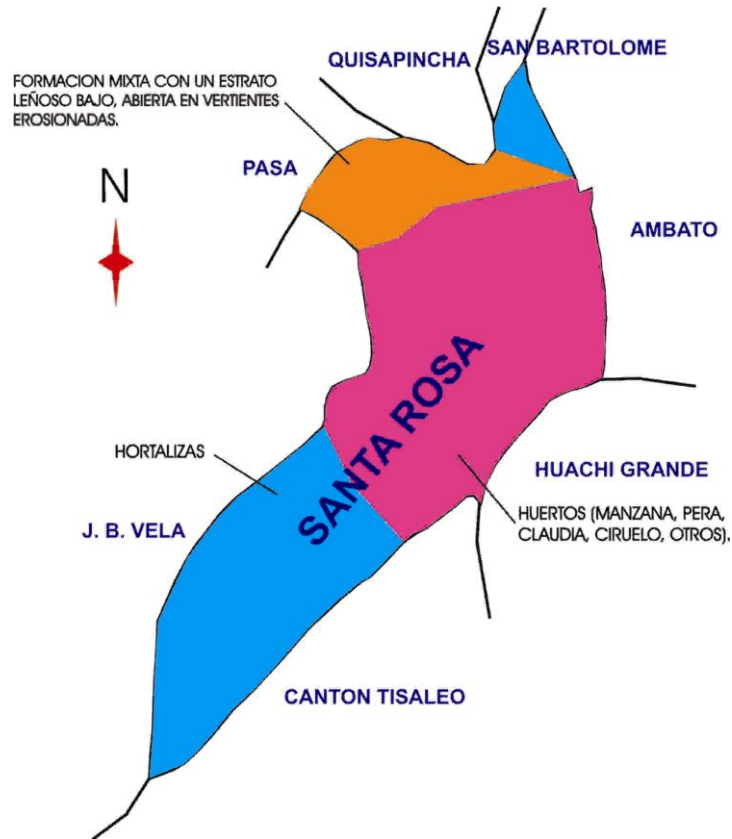 QUISAPINCHA
SAN BARTOLOME
FORMACION MIXTA CON UN ESTRATO
LEÑOSO BAJO, ABIERTA EN VERTIENTES
EROSIONADAS.
PASA
N
AMBATO
SANTA ROSA
HORTALIZAS
HUACHI GRANDE
J. B. VELA
HUERTOS (MANZANA, PERA,
CLAUDIA, CIRUELO, OTROS).
CANTON TISALEO